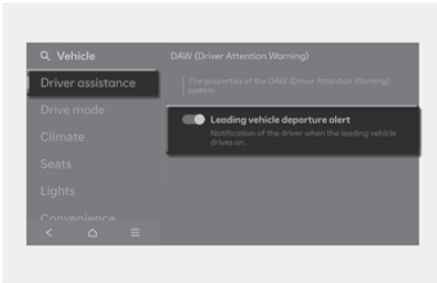 Vehicle
DAW (Driver Attention Warning)
Driver assistance
The properties of the DAW (Driver Attention Warning)
system.
Drive mode
Leading vehicle departure alert
Notification of the driver when the leading vehicle
drives on.
Climate
Seats
Lights
Convenience